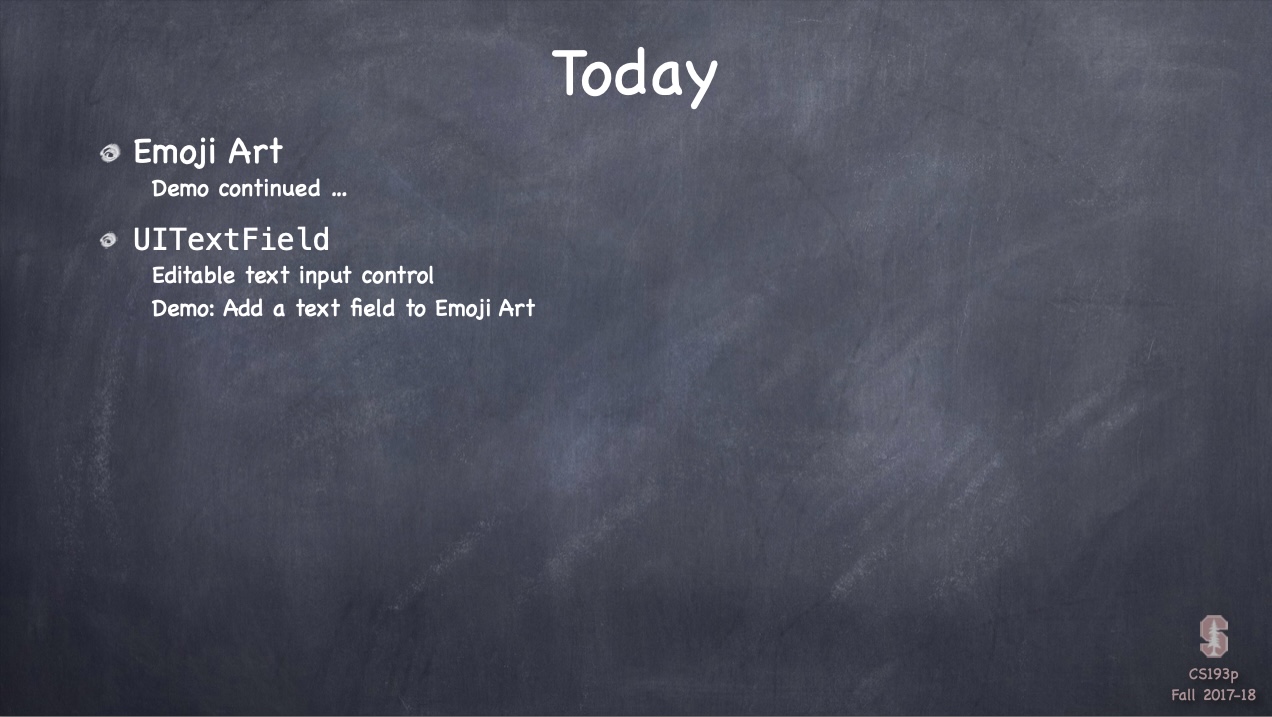 Today
Emoji Art
Demo continued ...
UITextField
Editable text input control
Demo: Add a text field to Emoji Art
S
CS193p
Fall 2017-18